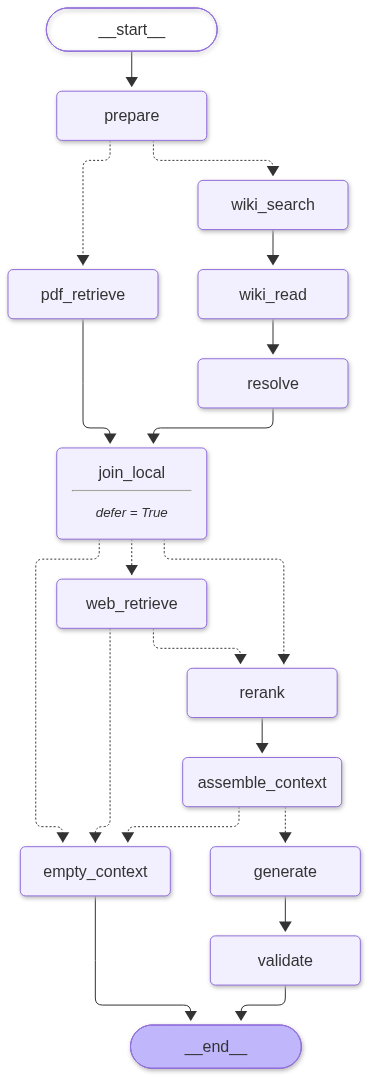 __start__
prepare
wiki_search
pdf_retrieve
wiki_read
resolve
join_local
defer = True
web_retrieve
rerank
assemble_context
empty_context
generate
validate
__end__